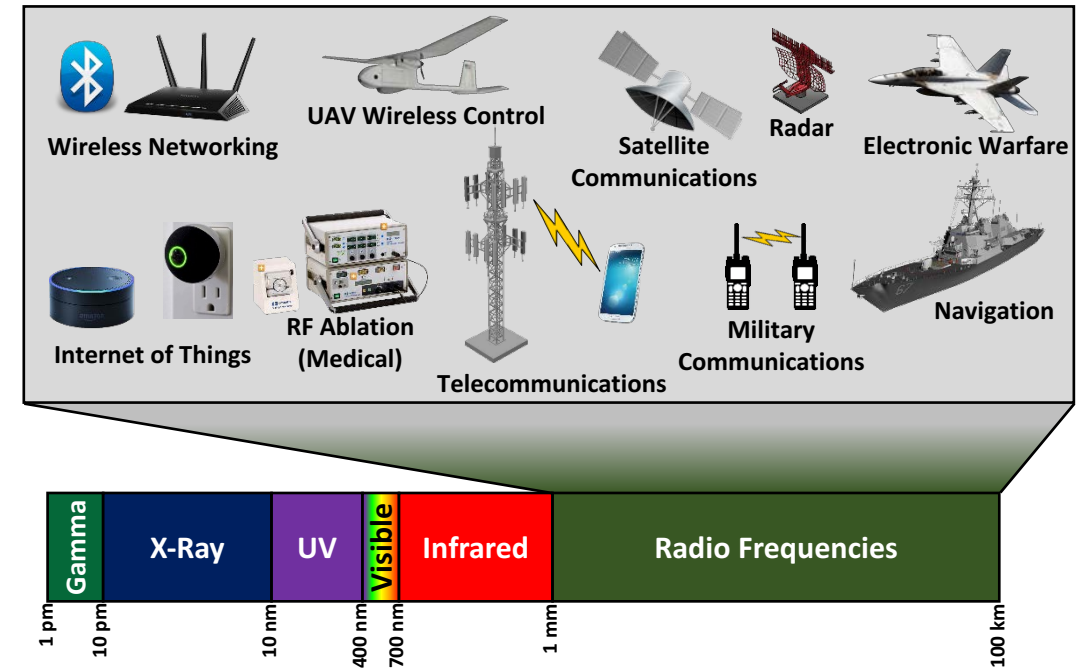 UAV Wireless Control
Wireless Networking
Satellite
Communications
Radar
Electronic Warfare
Internet of Things
RF Ablation
(Medical)
Telecommunications
Military
Communications
Navigation
Gamma
X-Ray
UV
Visible
Infrared
Radio Frequencies
1 pm
10 pm
10 nm
400 nm
700 nm
1 mm
100 km